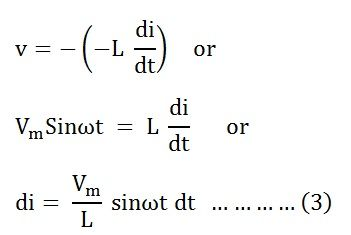 v = −(−L di/dt) or
VₘSinωt = L di/dt or
di = Vₘ/L sinωt dt … … … … (3)